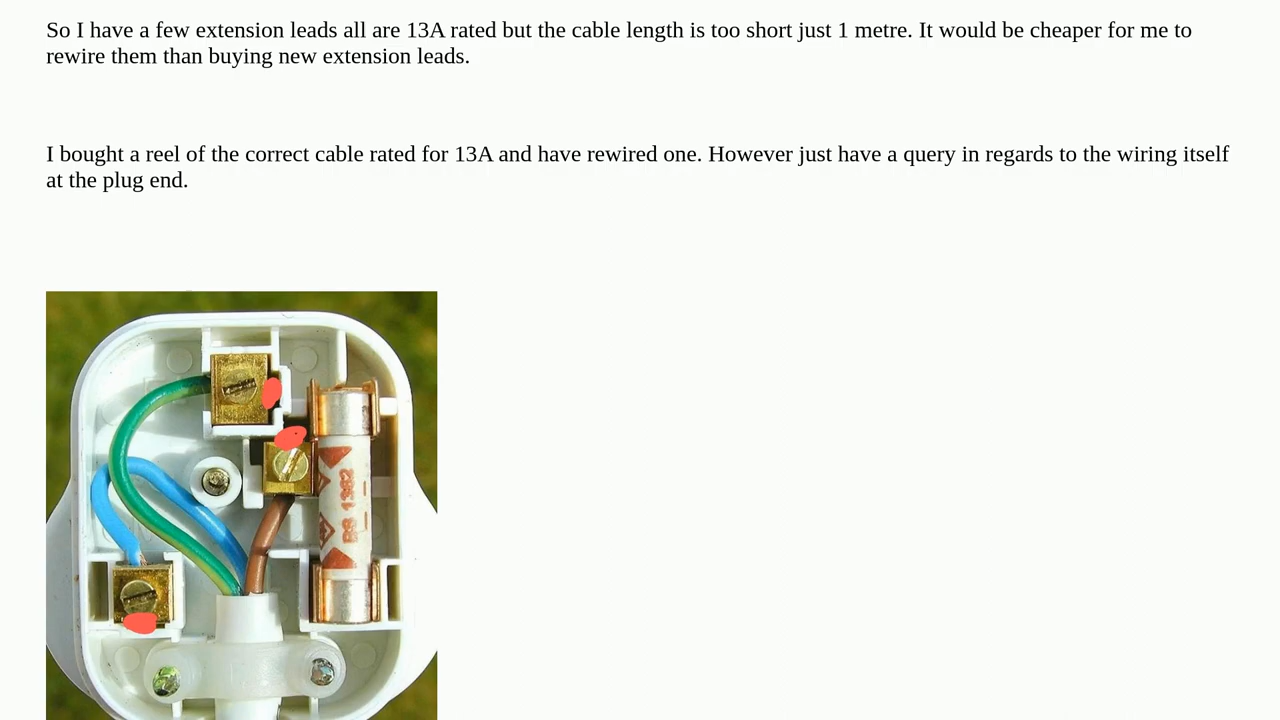 So I have a few extension leads all are 13A rated but the cable length is too short just 1 metre. It would be cheaper for me to
rewire them than buying new extension leads.
I bought a reel of the correct cable rated for 13A and have rewired one. However just have a query in regards to the wiring itself
at the plug end.
BS 1362